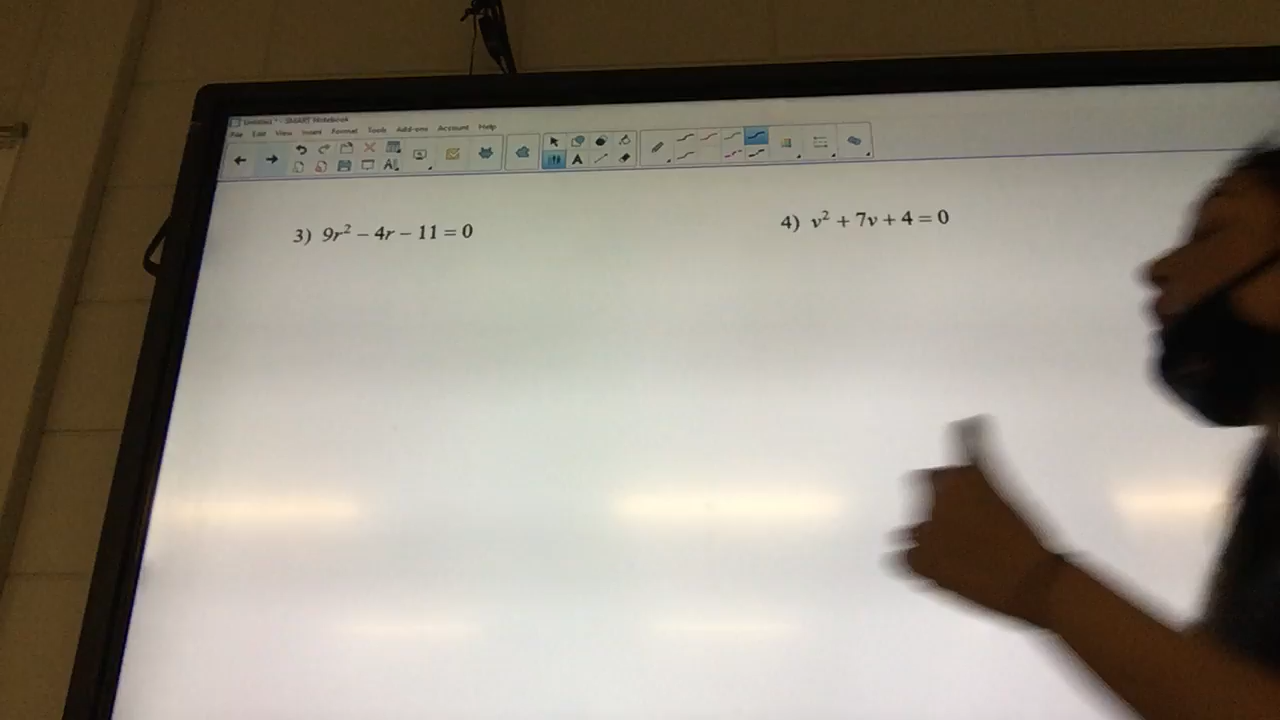 Untitled * - SMART Notebook
File Edit View Insert Format Tools Add-ons Account Help
3) 9r² − 4r − 11 = 0
4) v² + 7v + 4 = 0